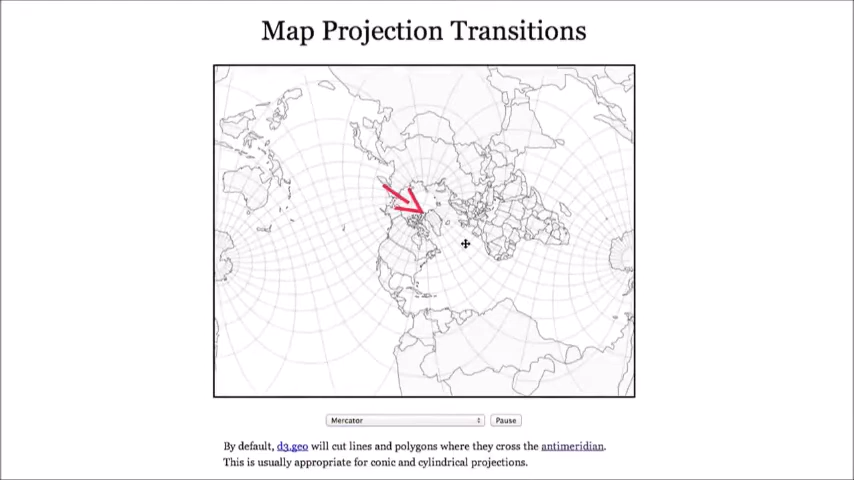 Map Projection Transitions
Mercator
Pause
By default, d3.geo will cut lines and polygons where they cross the antimeridian.
This is usually appropriate for conic and cylindrical projections.